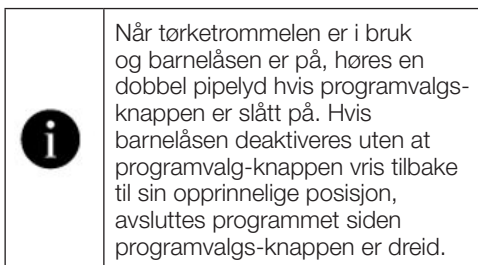 Når tørketrommelen er i bruk
og barnelåsen er på, høres en
dobbel pipelyd hvis programvalgs-
knappen er slått på. Hvis
barnelåsen deaktiveres uten at
programvalg-knappen vris tilbake
til sin opprinnelige posisjon,
avsluttes programmet siden
programvalgs-knappen er dreid.